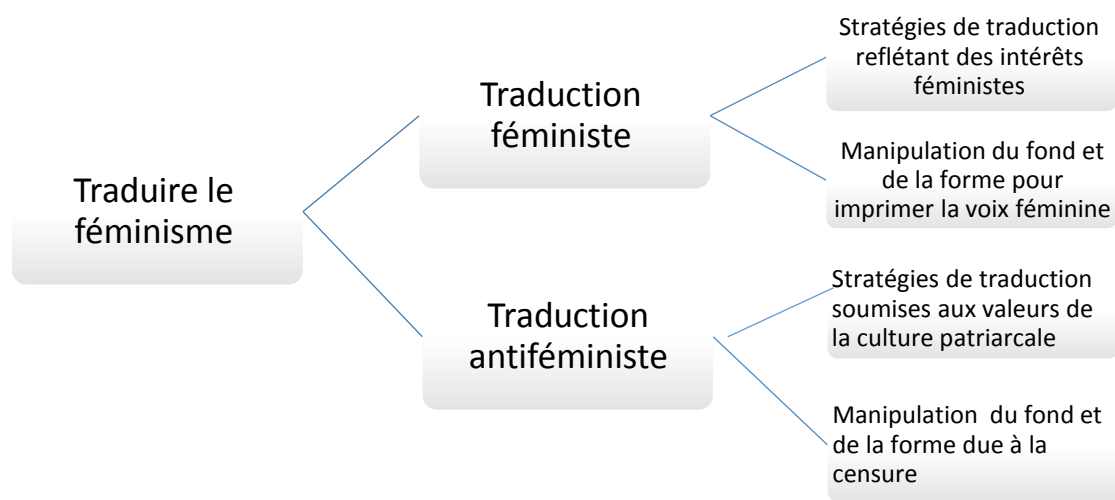 Traduire le
féminisme
Traduction
féministe
Stratégies de traduction
reflétant des intérêts
féministes
Manipulation du fond et
de la forme pour
imprimer la voix féminine
Traduction
antiféministe
Stratégies de traduction
soumises aux valeurs de
la culture patriarcale
Manipulation du fond et
de la forme due à la
censure